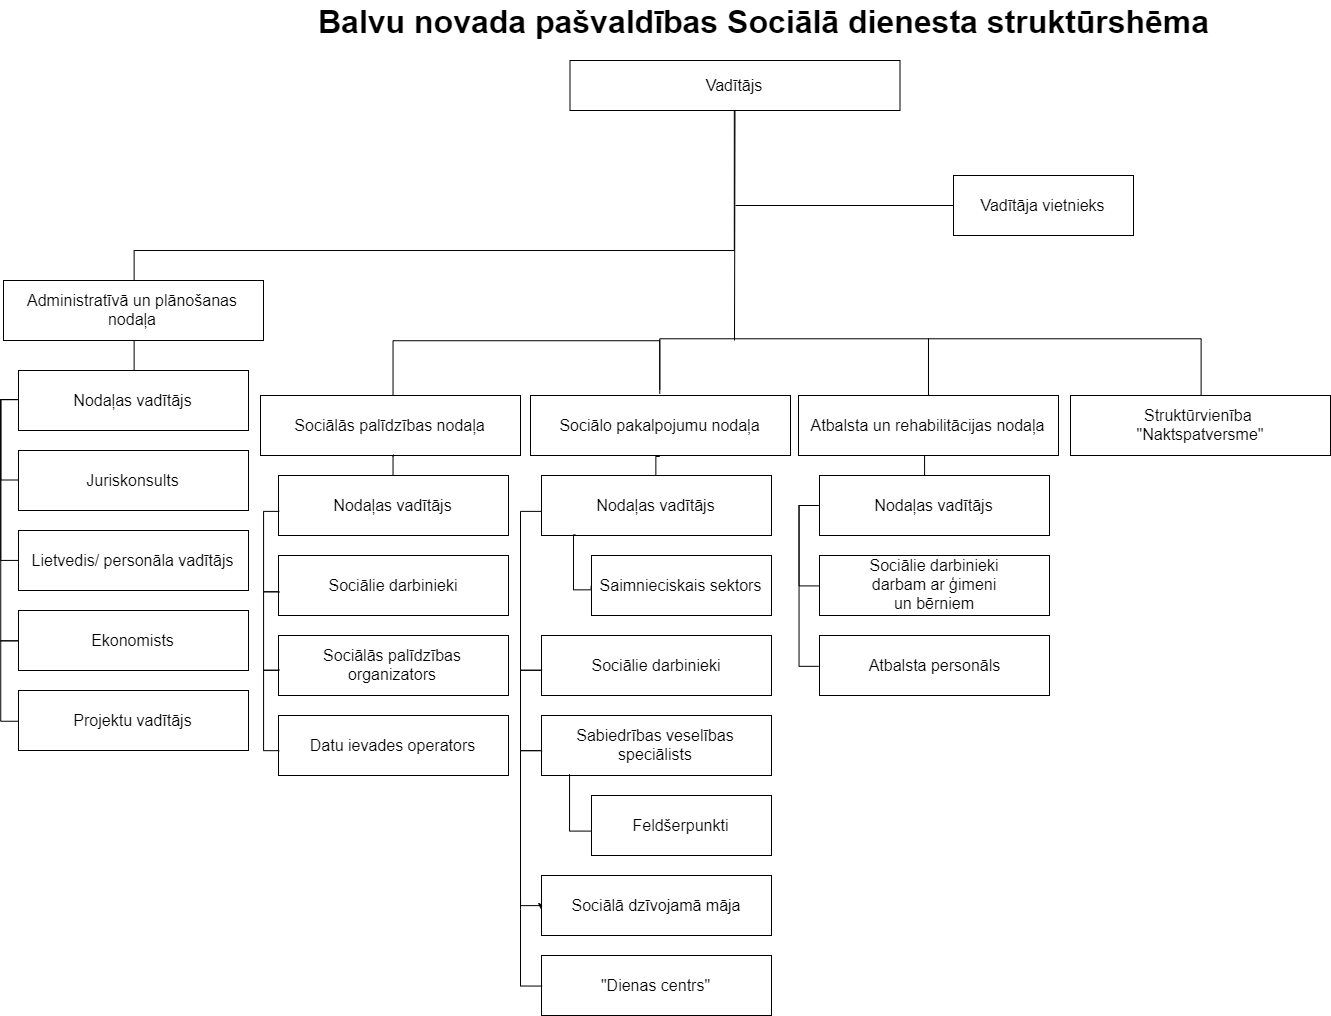 Balvu novada pašvaldības Sociālā dienesta struktūrshēma
Vadītājs
Vadītāja vietnieks
Administratīvā un plānošanas
nodaļa
Nodaļas vadītājs
Juriskonsults
Lietvedis/ personāla vadītājs
Ekonomists
Projektu vadītājs
Sociālās palīdzības nodaļa
Nodaļas vadītājs
Sociālie darbinieki
Sociālās palīdzības
organizators
Datu ievades operators
Sociālo pakalpojumu nodaļa
Nodaļas vadītājs
Saimnieciskais sektors
Sociālie darbinieki
Sabiedrības veselības
speciālists
Feldšerpunkti
Sociālā dzīvojamā māja
"Dienas centrs"
Atbalsta un rehabilitācijas nodaļa
Nodaļas vadītājs
Sociālie darbinieki
darbam ar ģimeni
un bērniem
Atbalsta personāls
Struktūrvienība
"Naktspatversme"